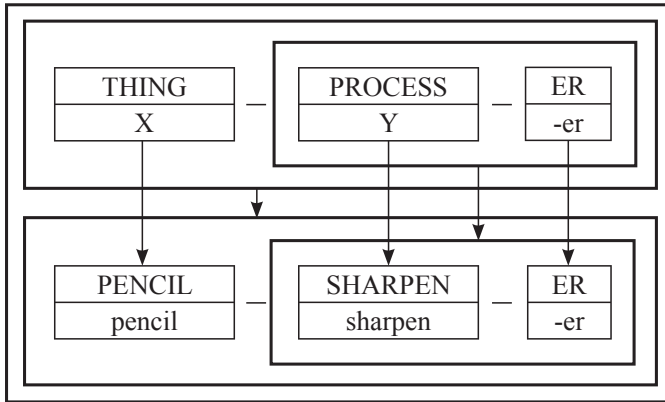 THING — PROCESS — ER
X Y -er
PENCIL — SHARPEN — ER
pencil sharpen -er